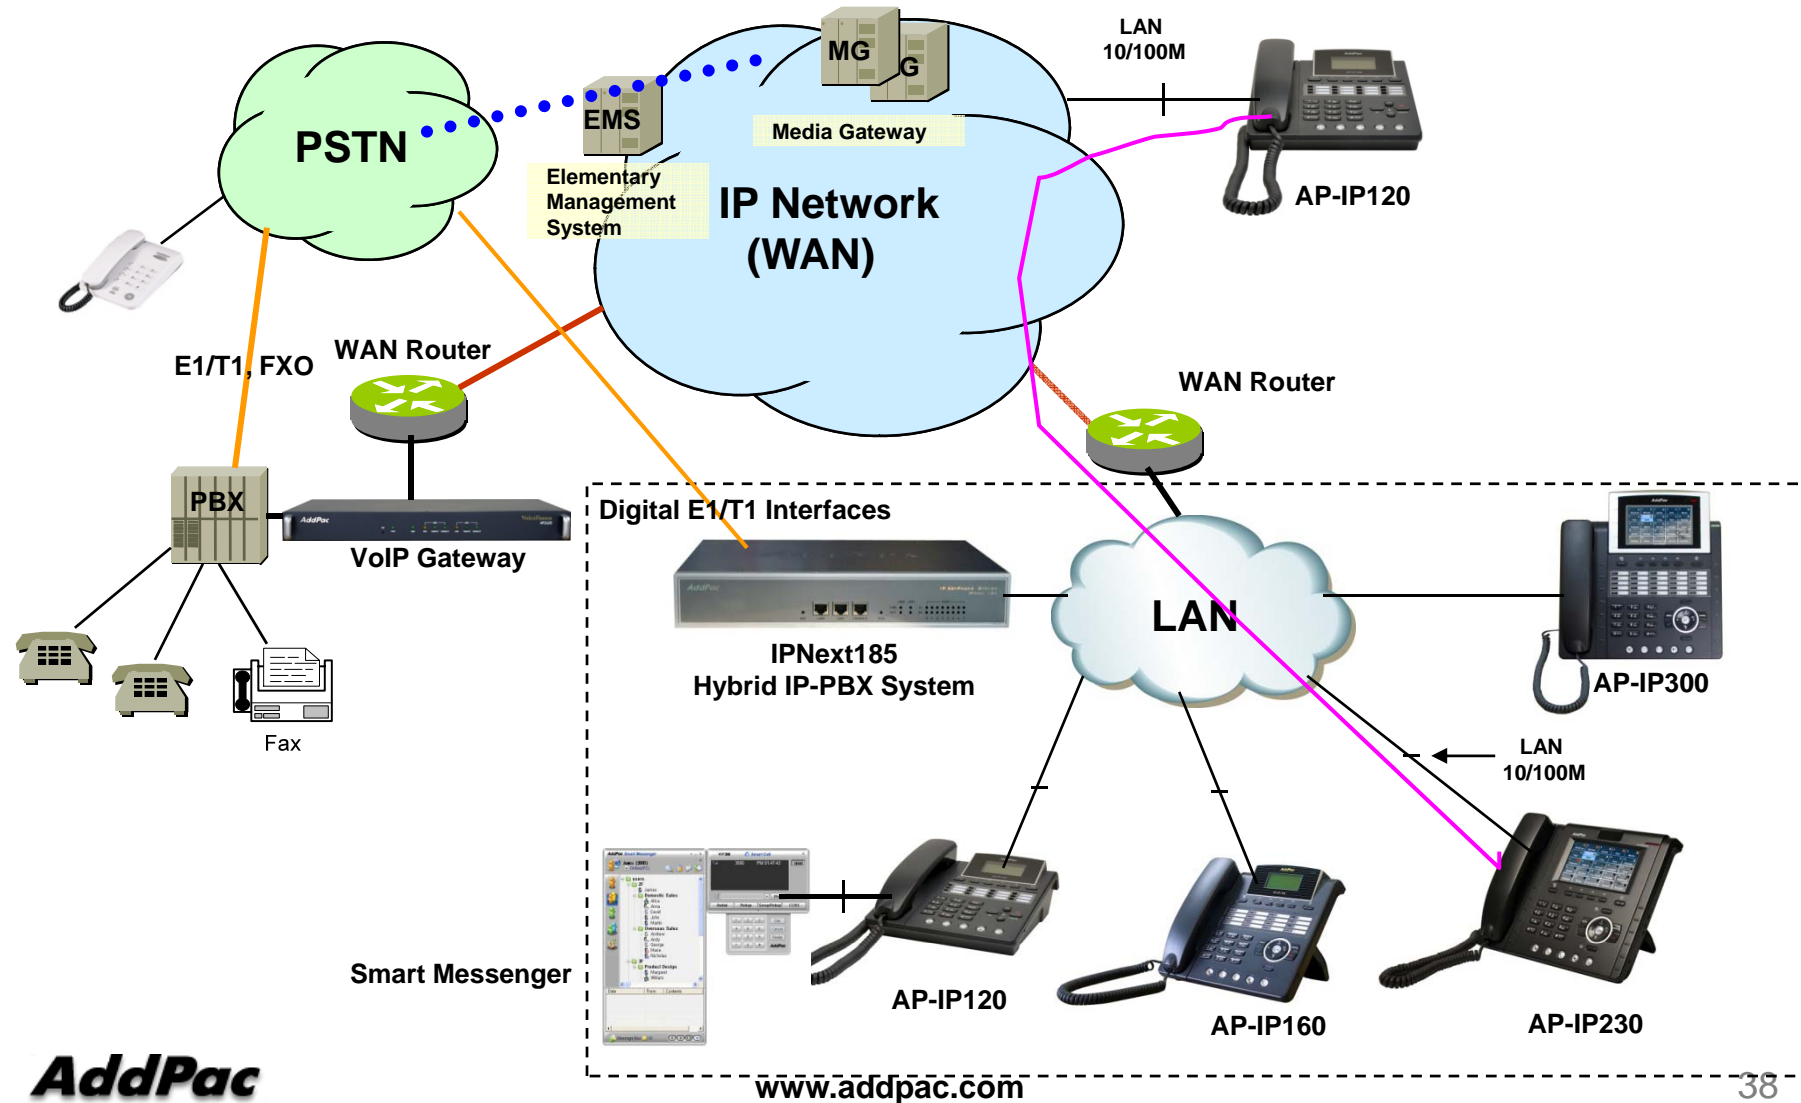 LAN
10/100M
MG
G
EMS
PSTN
Media Gateway
Elementary
Management
System
IP Network
(WAN)
AP-IP120
WAN Router
E1/T1, FXO
WAN Router
PBX
AddPac
VoIP Gateway
Digital E1/T1 Interfaces
AddPac
LAN
IPNext185
Hybrid IP-PBX System
AP-IP300
Fax
LAN
10/100M
Smart Messenger
AP-IP120
AP-IP160
AP-IP230
AddPac
www.addpac.com
38